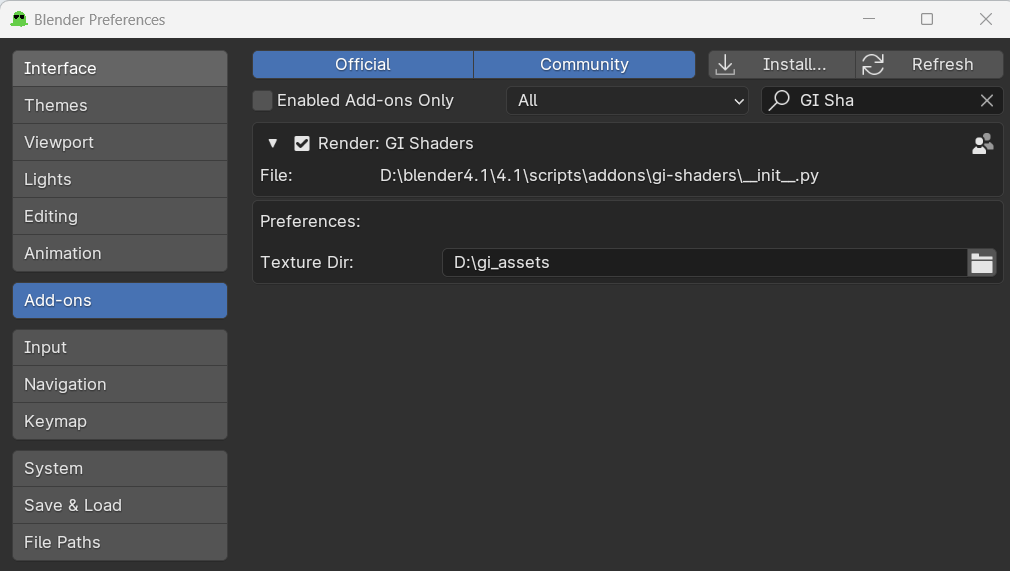 Blender Preferences
Interface
Themes
Viewport
Lights
Editing
Animation
Add-ons
Input
Navigation
Keymap
System
Save & Load
File Paths
Official Community Install... Refresh
Enabled Add-ons Only All GI Sha
Render: GI Shaders
File: D:\blender4.1\4.1\scripts\addons\gi-shaders\__init__.py
Preferences:
Texture Dir: D:\gi_assets